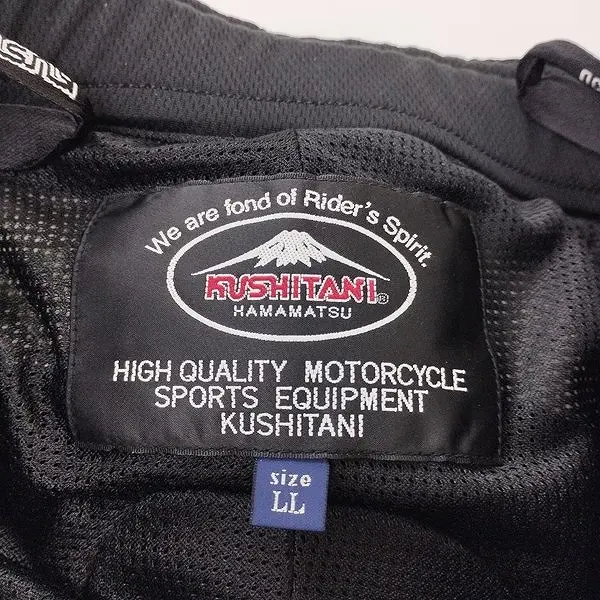 We are fond of Rider's Spirit.
KUSHITANI®
HAMAMATSU
HIGH QUALITY MOTORCYCLE
SPORTS EQUIPMENT
KUSHITANI
size
LL